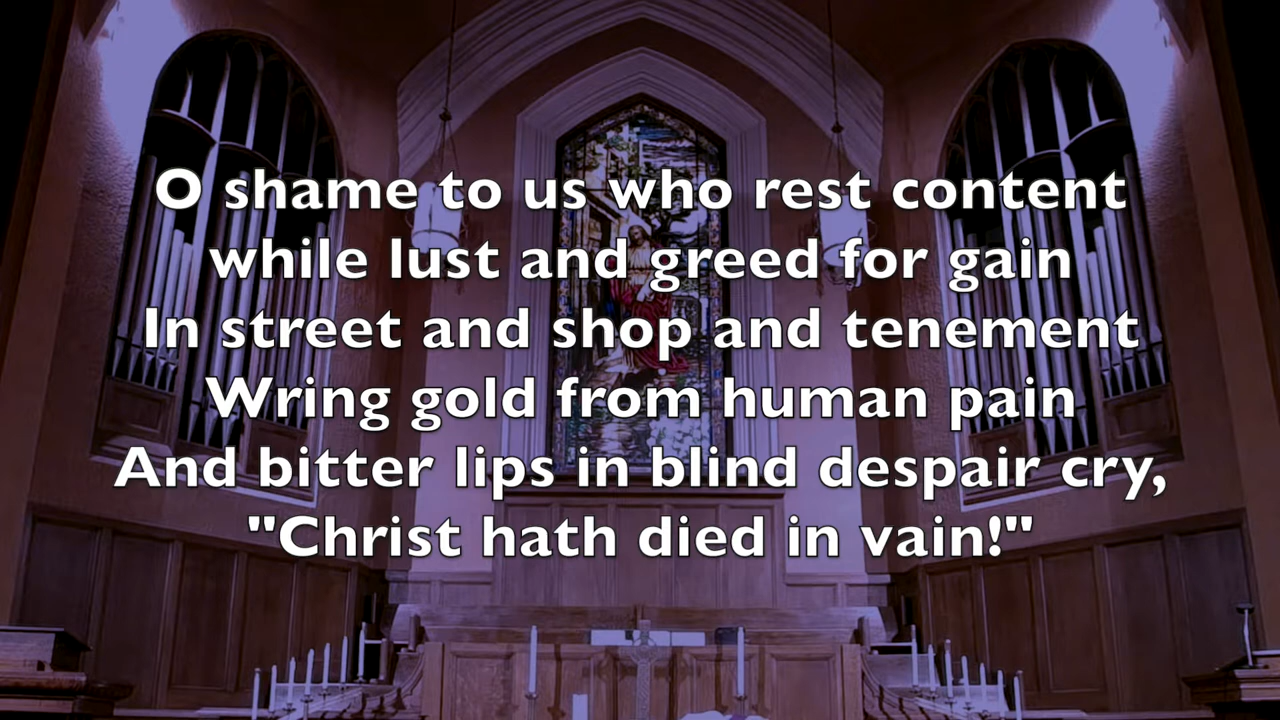 O shame to us who rest content
while lust and greed for gain
In street and shop and tenement
Wring gold from human pain
And bitter lips in blind despair cry,
"Christ hath died in vain!"